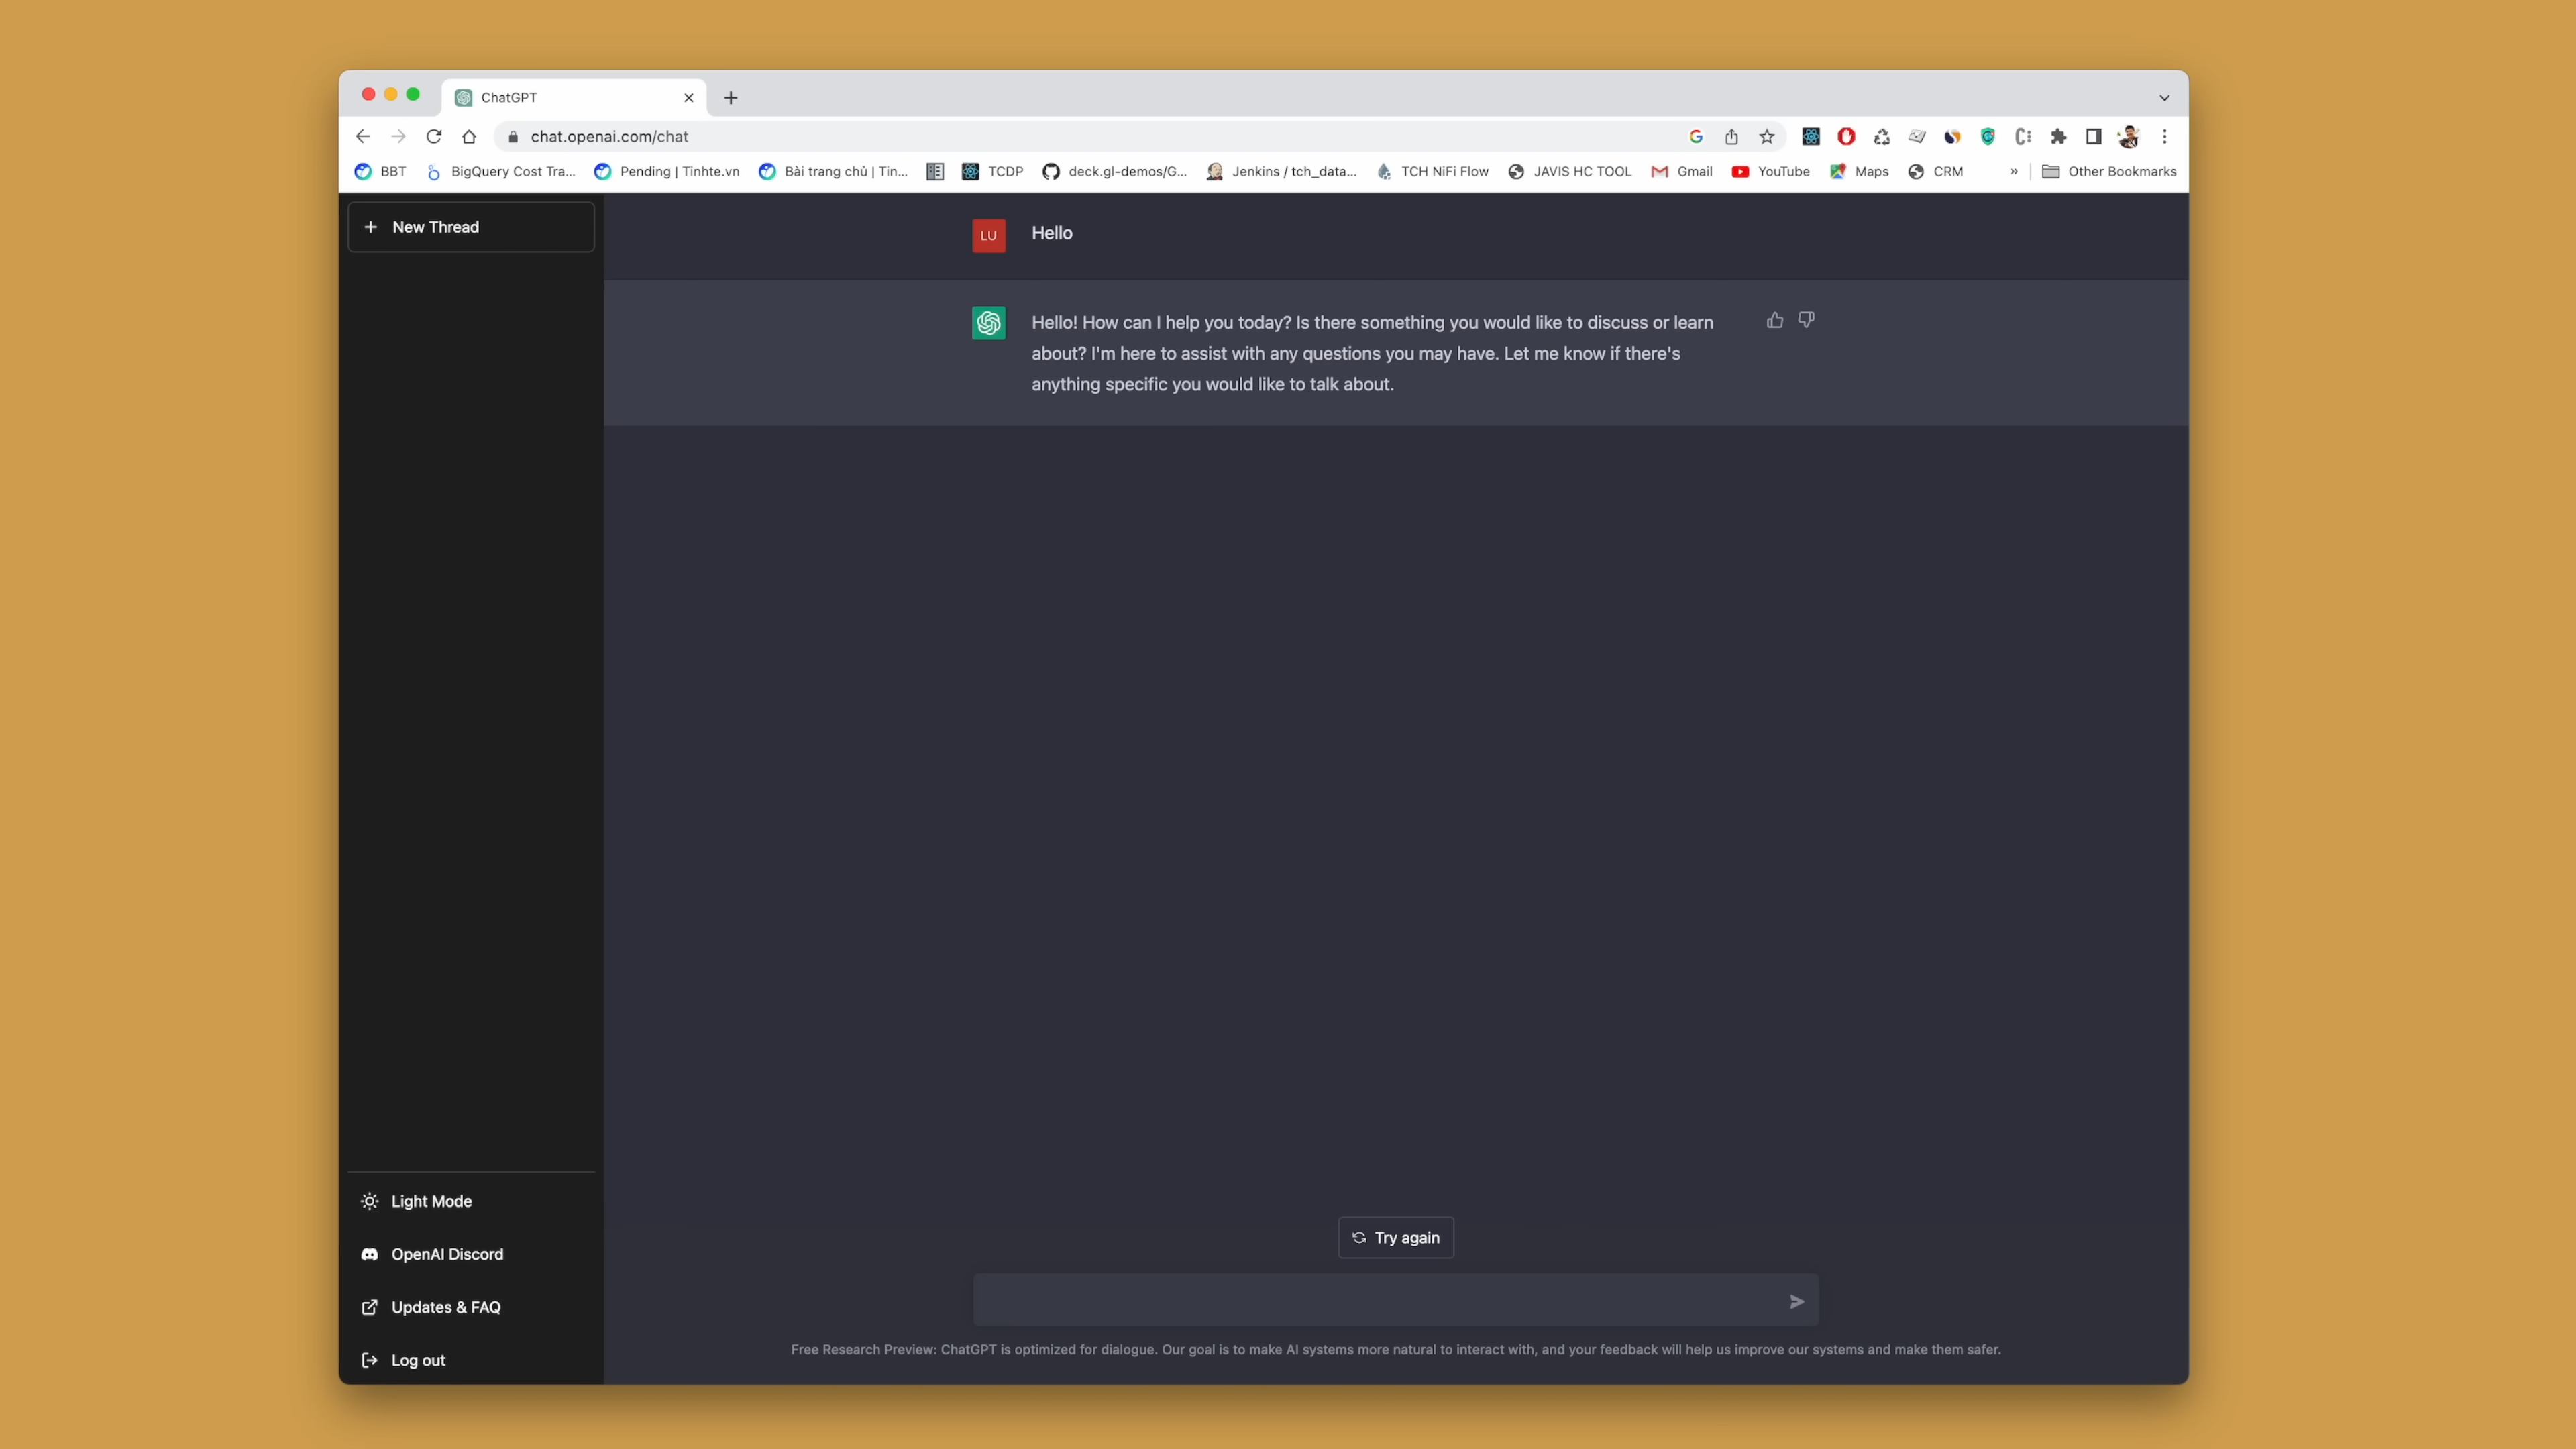 ChatGPT
chat.openai.com/chat
BBT BigQuery Cost Tra... Pending | Tinhte.vn Bài trang chủ | Tin... TCDP deck.gl-demos/G... Jenkins / tch_data... TCH NiFi Flow JAVIS HC TOOL Gmail YouTube Maps CRM » Other Bookmarks
New Thread
LU Hello
Hello! How can I help you today? Is there something you would like to discuss or learn
about? I'm here to assist with any questions you may have. Let me know if there's
anything specific you would like to talk about.
Light Mode
OpenAI Discord
Updates & FAQ
Log out
Try again
Free Research Preview: ChatGPT is optimized for dialogue. Our goal is to make AI systems more natural to interact with, and your feedback will help us improve our systems and make them safer.